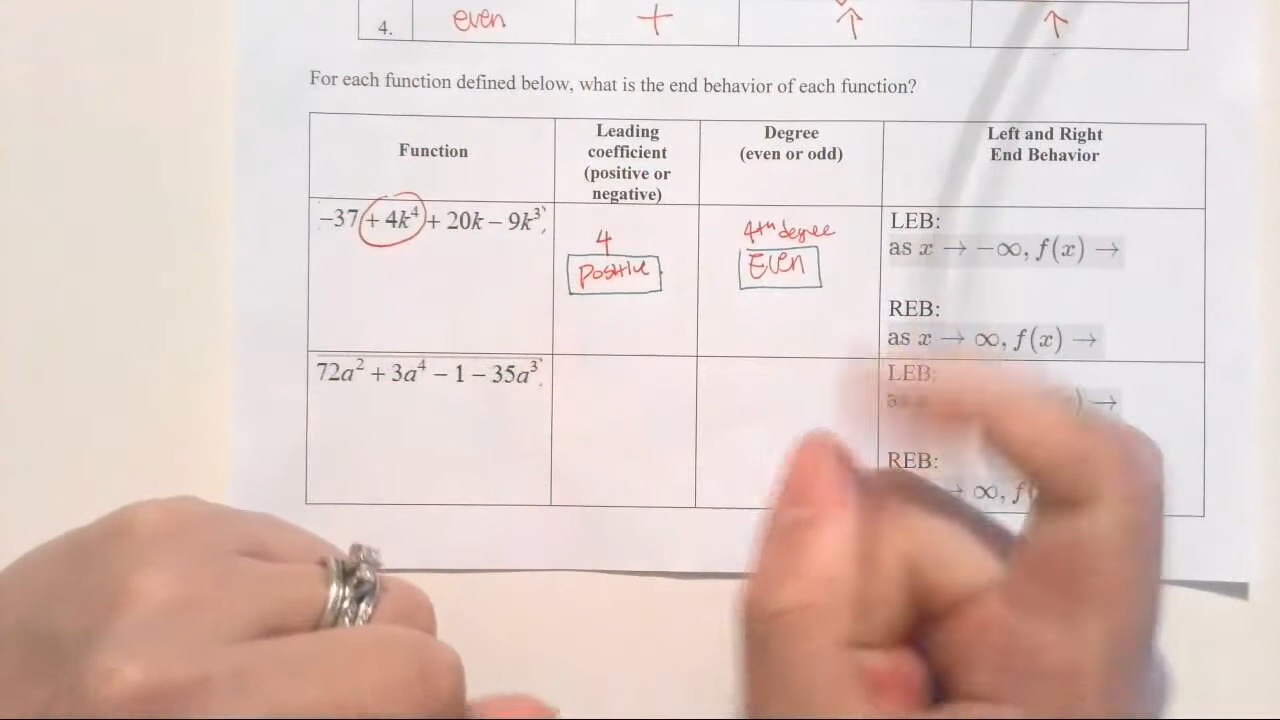 4. even + ↑ ↑
For each function defined below, what is the end behavior of each function?
Function
Leading
coefficient
(positive or
negative)
Degree
(even or odd)
Left and Right
End Behavior
−37 + 4k⁴ + 20k − 9k³
4
Positive
4th degree
Even
LEB:
as x → −∞, f(x) →
REB:
as x → ∞, f(x) →
72a² + 3a⁴ − 1 − 35a³
LEB:
as
) →
REB:
→ ∞, f(